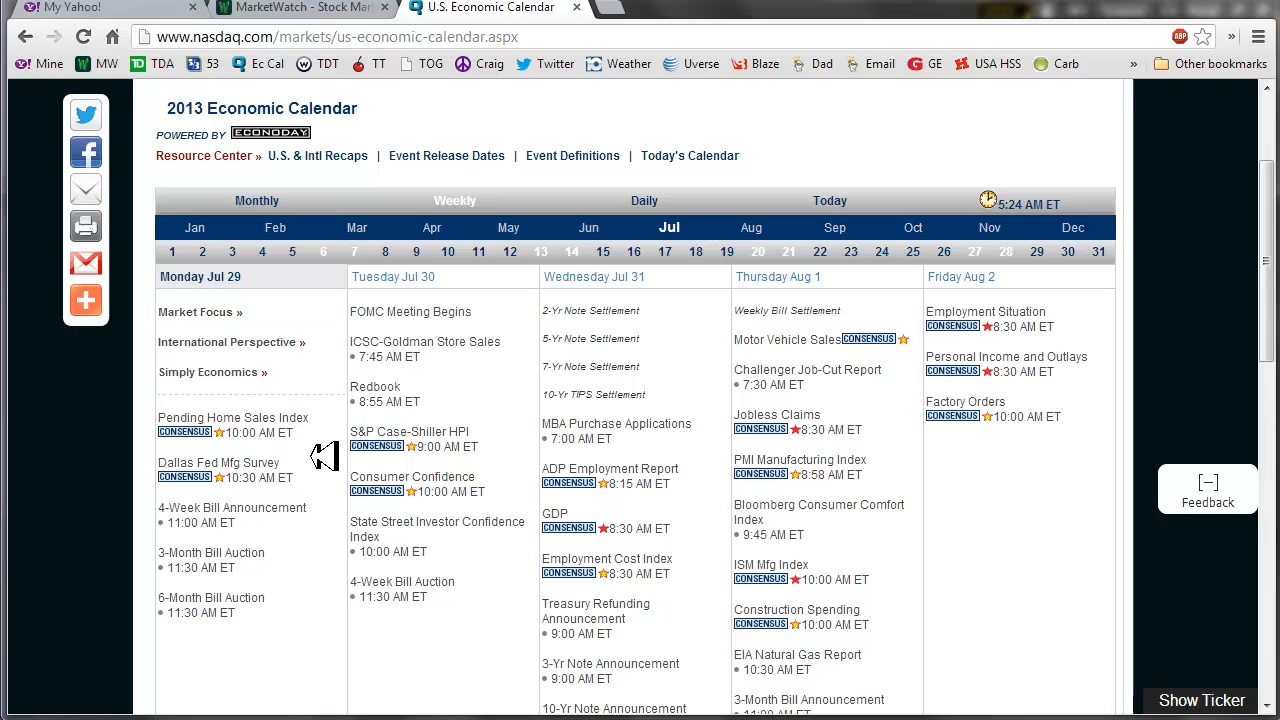 My Yahoo!
MarketWatch - Stock Mar
U.S. Economic Calendar
www.nasdaq.com/markets/us-economic-calendar.aspx
ABP
Mine MW TDA 53 Ec Cal TDT TT TOG Craig Twitter Weather Uverse Blaze Dad Email GE USA HSS Carb » Other bookmarks
2013 Economic Calendar
POWERED BY ECONODAY
Resource Center » U.S. & Intl Recaps | Event Release Dates | Event Definitions | Today's Calendar
Monthly Weekly Daily Today 5:24 AM ET
Jan Feb Mar Apr May Jun Jul Aug Sep Oct Nov Dec
1 2 3 4 5 6 7 8 9 10 11 12 13 14 15 16 17 18 19 20 21 22 23 24 25 26 27 28 29 30 31
Monday Jul 29
Market Focus »
International Perspective »
Simply Economics »
Pending Home Sales Index
CONSENSUS 10:00 AM ET
Dallas Fed Mfg Survey
CONSENSUS 10:30 AM ET
4-Week Bill Announcement
11:00 AM ET
3-Month Bill Auction
11:30 AM ET
6-Month Bill Auction
11:30 AM ET
Tuesday Jul 30
FOMC Meeting Begins
ICSC-Goldman Store Sales
7:45 AM ET
Redbook
8:55 AM ET
S&P Case-Shiller HPI
CONSENSUS 9:00 AM ET
Consumer Confidence
CONSENSUS 10:00 AM ET
State Street Investor Confidence
Index
10:00 AM ET
4-Week Bill Auction
11:30 AM ET
Wednesday Jul 31
2-Yr Note Settlement
5-Yr Note Settlement
7-Yr Note Settlement
10-Yr TIPS Settlement
MBA Purchase Applications
7:00 AM ET
ADP Employment Report
CONSENSUS 8:15 AM ET
GDP
CONSENSUS 8:30 AM ET
Employment Cost Index
CONSENSUS 8:30 AM ET
Treasury Refunding
Announcement
9:00 AM ET
3-Yr Note Announcement
9:00 AM ET
10-Yr Note Announcement
Thursday Aug 1
Weekly Bill Settlement
Motor Vehicle Sales CONSENSUS
Challenger Job-Cut Report
7:30 AM ET
Jobless Claims
CONSENSUS 8:30 AM ET
PMI Manufacturing Index
CONSENSUS 8:58 AM ET
Bloomberg Consumer Comfort
Index
9:45 AM ET
ISM Mfg Index
CONSENSUS 10:00 AM ET
Construction Spending
CONSENSUS 10:00 AM ET
EIA Natural Gas Report
10:30 AM ET
3-Month Bill Announcement
11:00 AM ET
Friday Aug 2
Employment Situation
CONSENSUS 8:30 AM ET
Personal Income and Outlays
CONSENSUS 8:30 AM ET
Factory Orders
CONSENSUS 10:00 AM ET
[-]
Feedback
Show Ticker